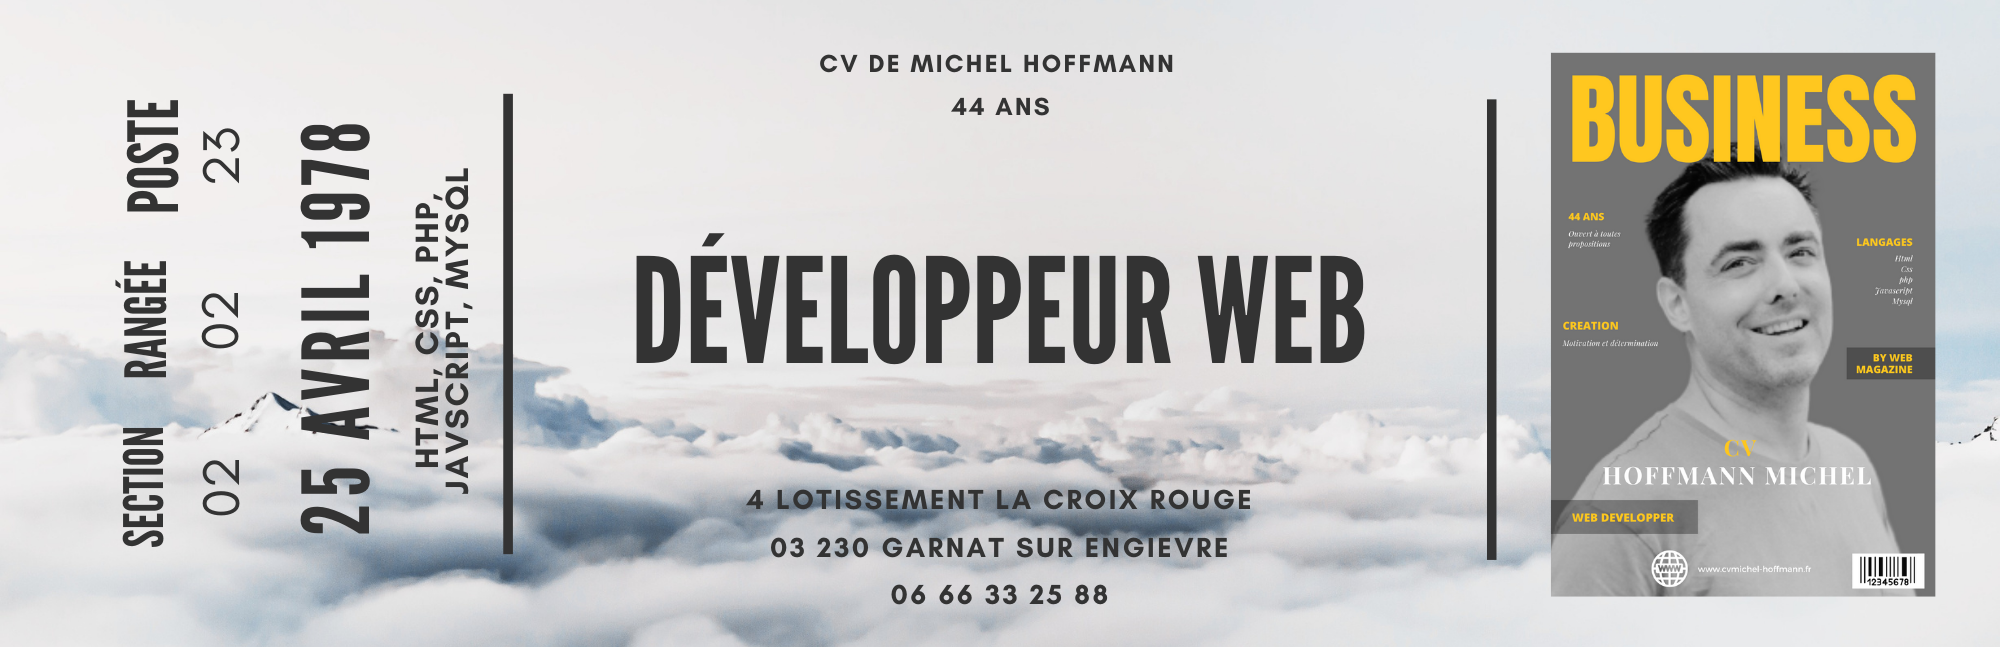 SECTION RANGÉE POSTE
02 02 23
25 AVRIL 1978
HTML, CSS, PHP,
JAVSCRIPT, MYSQL
CV DE MICHEL HOFFMANN
44 ANS
DÉVELOPPEUR WEB
4 LOTISSEMENT LA CROIX ROUGE
03 230 GARNAT SUR ENGIEVRE
06 66 33 25 88
BUSINESS
44 ANS
Ouvert à toutes
propositions
LANGAGES
Html
Css
php
Javascript
Mysql
CREATION
Motivation et détermination
BY WEB
MAGAZINE
CV
HOFFMANN MICHEL
WEB DEVELOPPER
WWW
www.cvmichel-hoffmann.fr
12345678